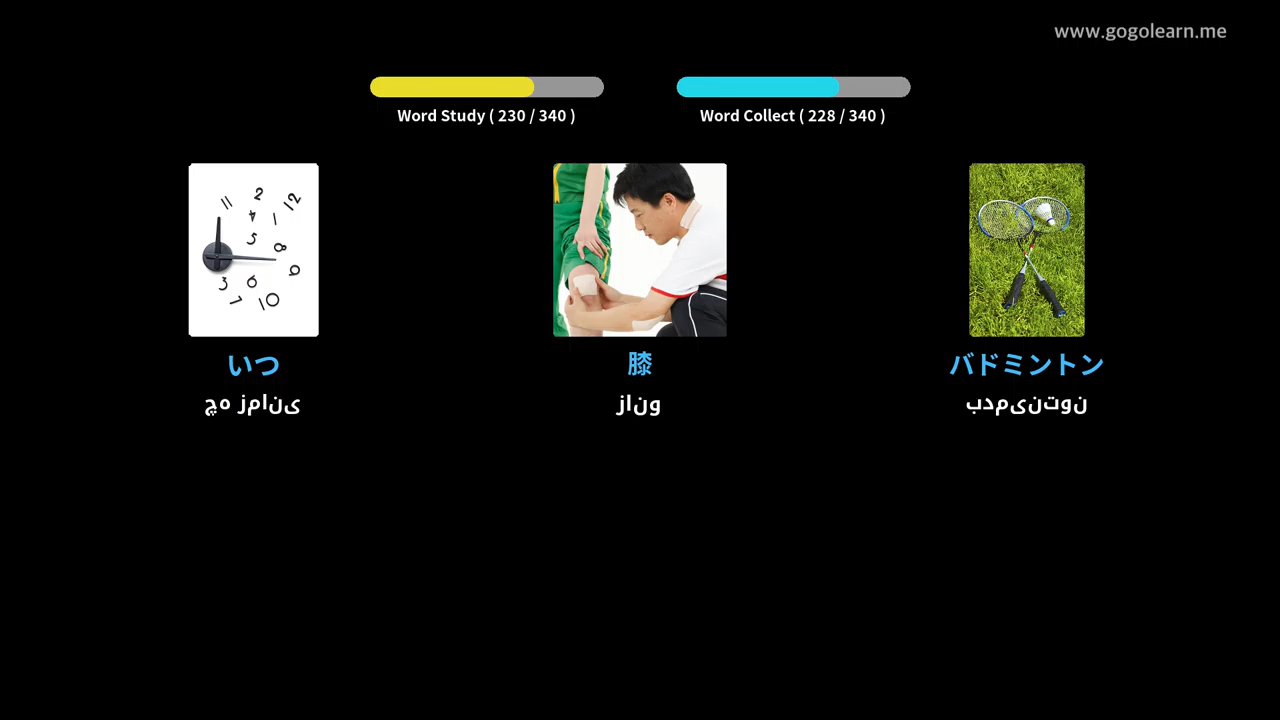 www.gogolearn.me
Word Study ( 230 / 340 )
Word Collect ( 228 / 340 )
いつ
چه زمانی
膝
زانو
バドミントン
بدمینتون